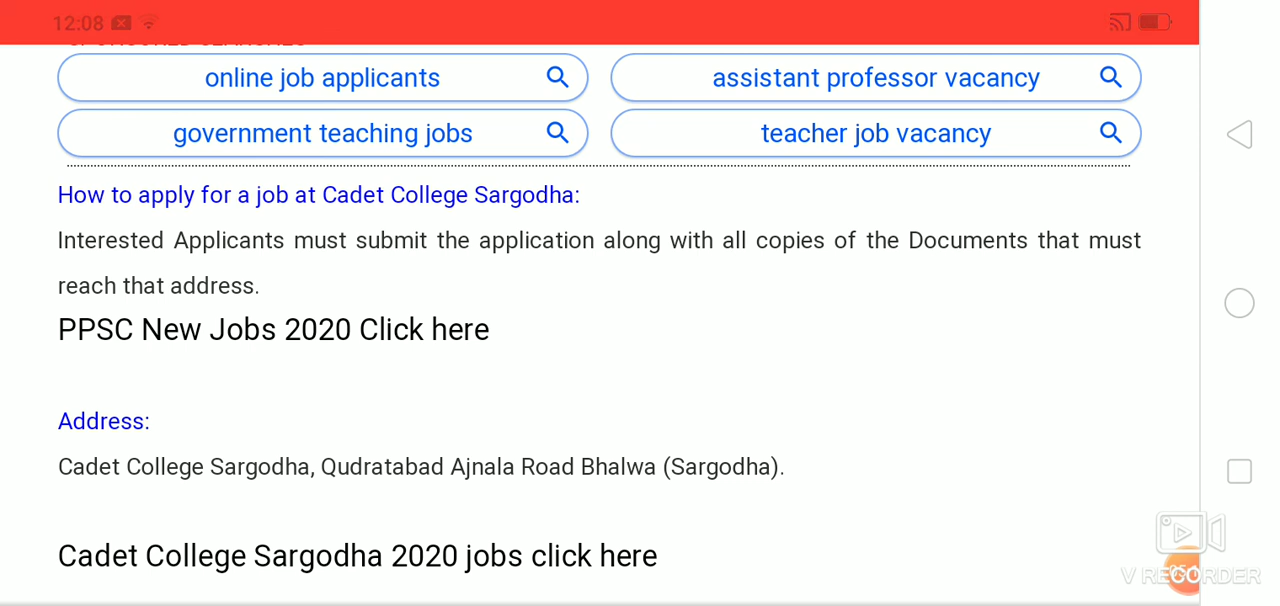 12:08
online job applicants
assistant professor vacancy
government teaching jobs
teacher job vacancy
How to apply for a job at Cadet College Sargodha:
Interested Applicants must submit the application along with all copies of the Documents that must
reach that address.
PPSC New Jobs 2020 Click here
Address:
Cadet College Sargodha, Qudratabad Ajnala Road Bhalwa (Sargodha).
Cadet College Sargodha 2020 jobs click here
V RECORDER